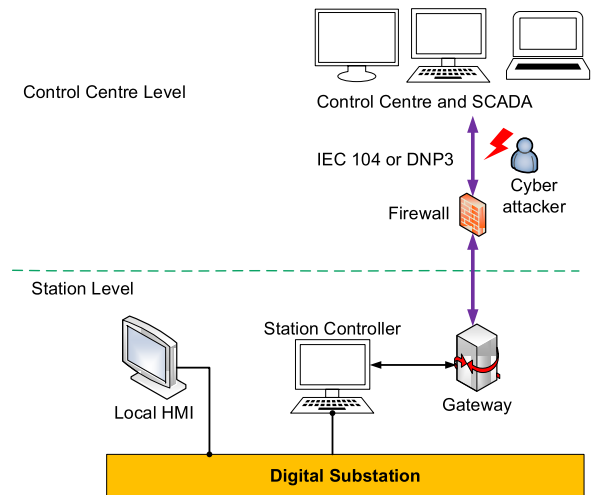 Control Centre Level
Control Centre and SCADA
IEC 104 or DNP3
Cyber
attacker
Firewall
Station Level
Station Controller
Local HMI
Gateway
Digital Substation